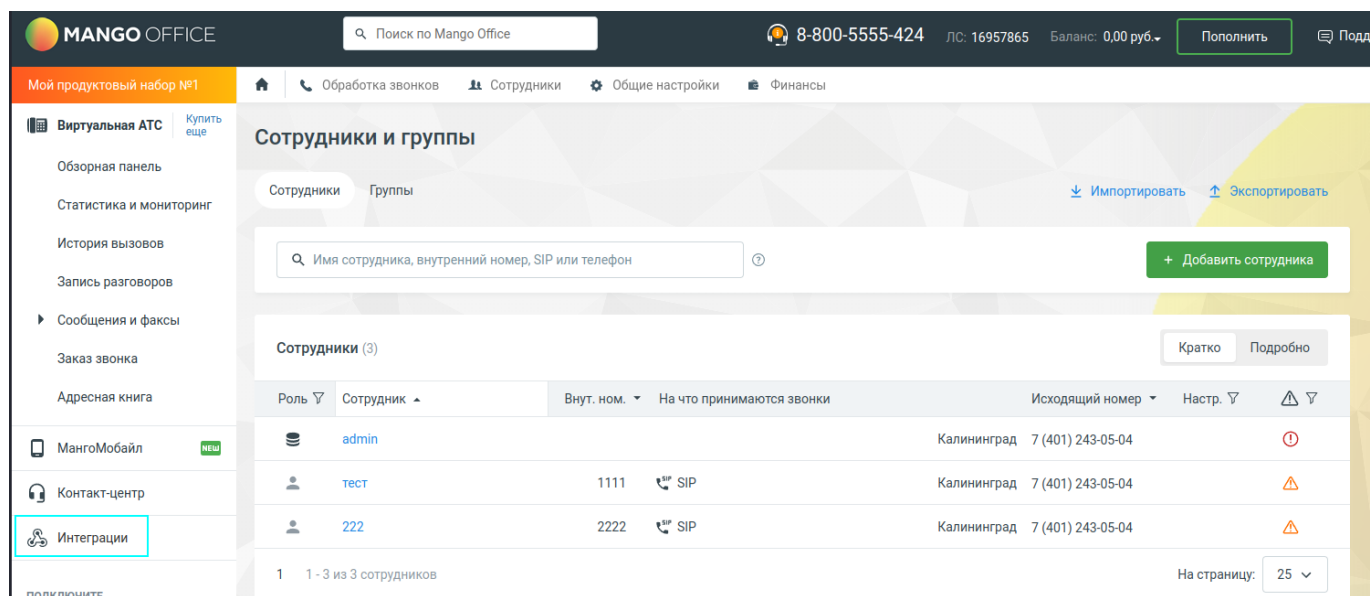 MANGO OFFICE
Поиск по Mango Office
8-800-5555-424
ЛС: 16957865
Баланс: 0,00 руб.
Пополнить
Мой продуктовый набор №1
Обработка звонков
Сотрудники
Общие настройки
Финансы
Виртуальная АТС
Купить
еще
Обзорная панель
Статистика и мониторинг
История вызовов
Запись разговоров
Сообщения и факсы
Заказ звонка
Адресная книга
МангоМобайл NEW
Контакт-центр
Интеграции
ПОДКЛЮЧИТЕ
Сотрудники и группы
Сотрудники Группы
Импортировать Экспортировать
Имя сотрудника, внутренний номер, SIP или телефон
+ Добавить сотрудника
Сотрудники (3)
Кратко Подробно
Роль Сотрудник Внут. ном. На что принимаются звонки Исходящий номер Настр.
admin Калининград 7 (401) 243-05-04
тест 1111 SIP SIP Калининград 7 (401) 243-05-04
222 2222 SIP SIP Калининград 7 (401) 243-05-04
1 1 - 3 из 3 сотрудников
На страницу: 25